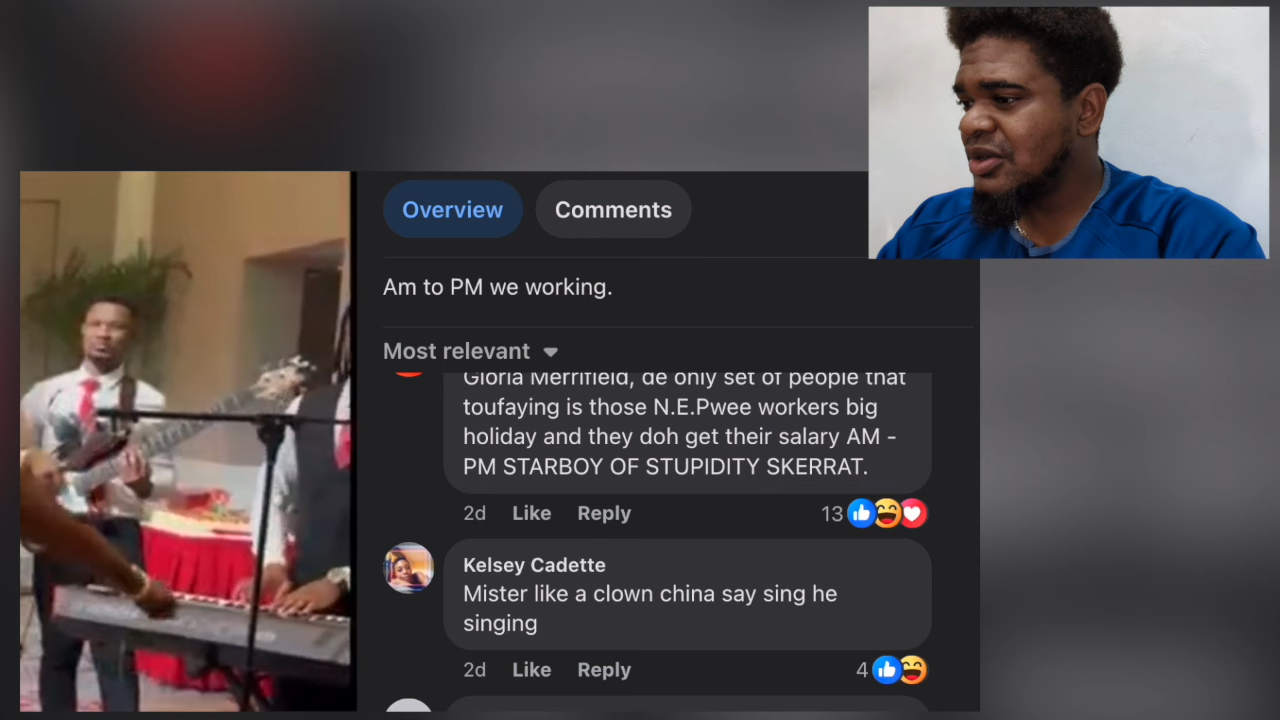 Overview
Comments
Am to PM we working.
Most relevant
Gloria Merrifield, de only set of people that
toufaying is those N.E.Pwee workers big
holiday and they doh get their salary AM -
PM STARBOY OF STUPIDITY SKERRAT.
2d Like Reply 13
Kelsey Cadette
Mister like a clown china say sing he
singing
2d Like Reply 4